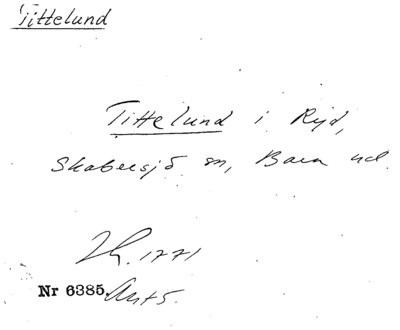 Tittelund
Tittelund i Ryd,
Skabersjö sn, Bara hd.
1771
Nr 6385.